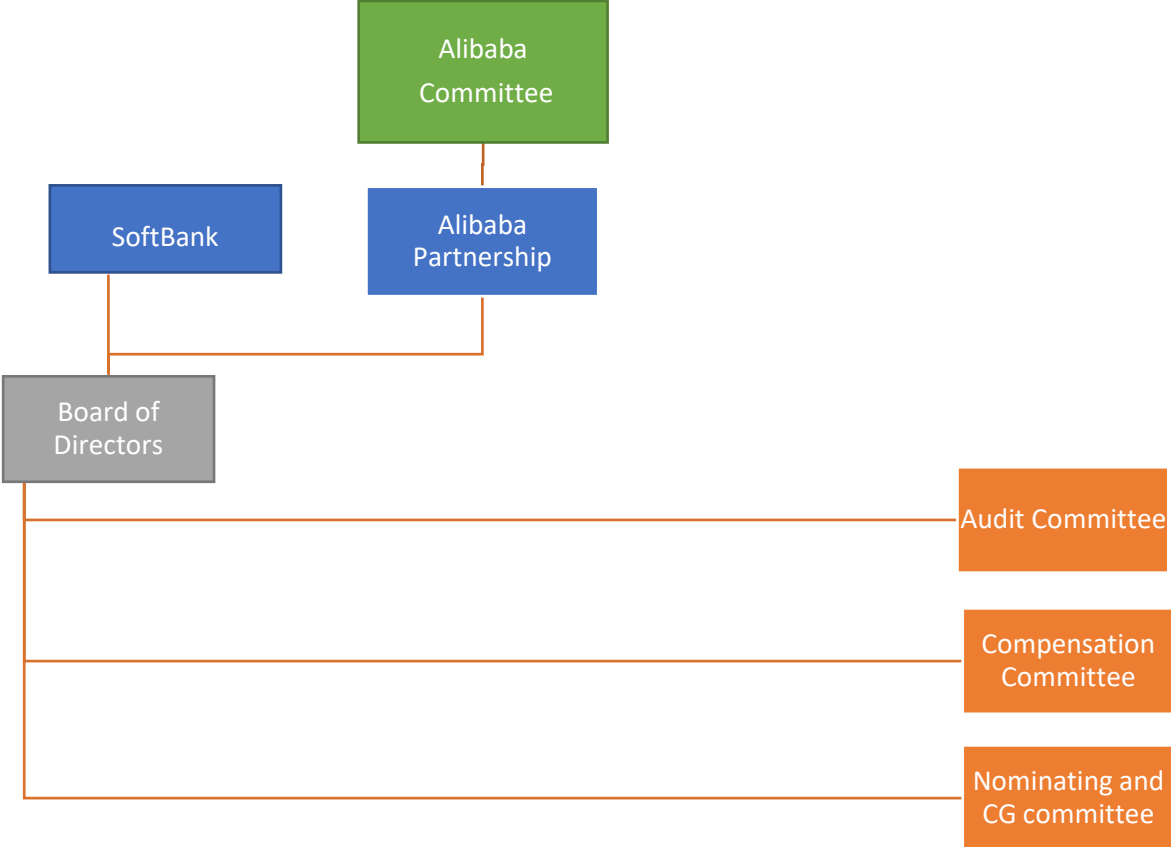 Alibaba
Committee
SoftBank
Alibaba
Partnership
Board of
Directors
Audit Committee
Compensation
Committee
Nominating and
CG committee